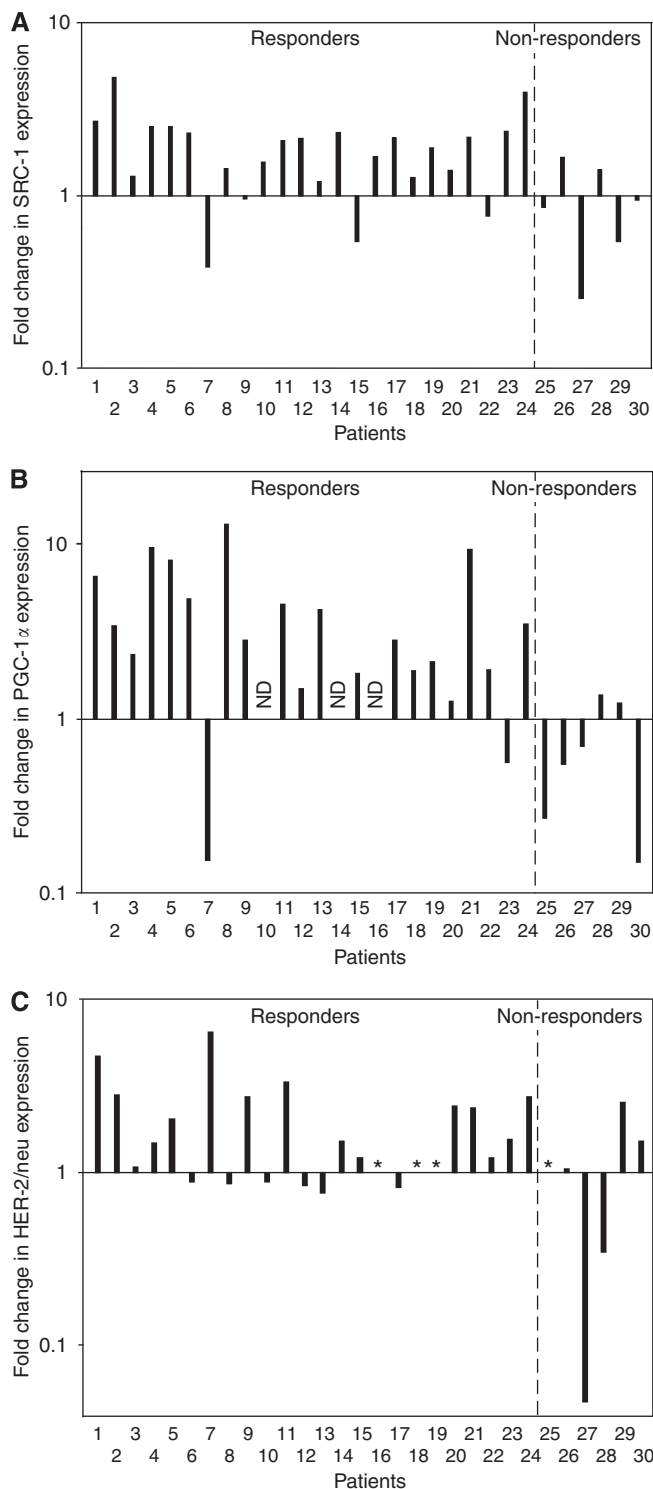 A
Fold change in SRC-1 expression
10
1
0.1
Responders
Non-responders
1 3 5 7 9 11 13 15 17 19 21 23 25 27 29
2 4 6 8 10 12 14 16 18 20 22 24 26 28 30
Patients
B
Fold change in PGC-1α expression
10
1
0.1
Responders
Non-responders
ND
ND
ND
1 3 5 7 9 11 13 15 17 19 21 23 25 27 29
2 4 6 8 10 12 14 16 18 20 22 24 26 28 30
Patients
C
Fold change in HER-2/neu expression
10
1
0.1
Responders
Non-responders
* * * *
1 3 5 7 9 11 13 15 17 19 21 23 25 27 29
2 4 6 8 10 12 14 16 18 20 22 24 26 28 30
Patients